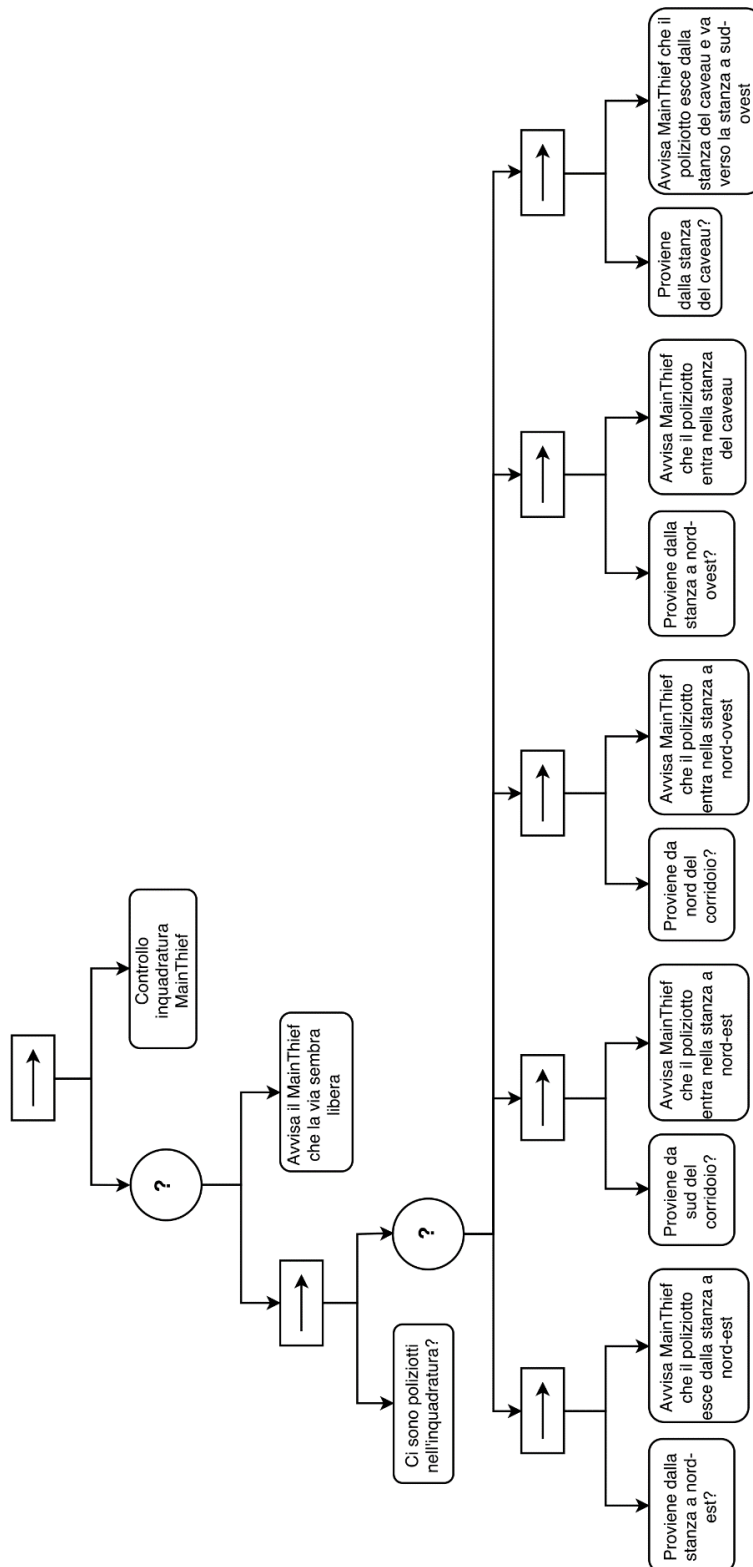 Controllo
inquadratura
MainThief
?
Avvisa il MainThief
che la via sembra
libera
Ci sono poliziotti
nell'inquadratura?
?
Proviene dalla
stanza a nord-
est?
Avvisa MainThief
che il poliziotto
esce dalla stanza a
nord-est
Proviene da
sud del
corridoio?
Avvisa MainThief
che il poliziotto
entra nella stanza a
nord-est
Proviene da
nord del
corridoio?
Avvisa MainThief
che il poliziotto
entra nella stanza a
nord-ovest
Proviene dalla
stanza a nord-
ovest?
Avvisa MainThief
che il poliziotto
entra nella stanza
del caveau
Proviene
dalla stanza
del caveau?
Avvisa MainThief che il
poliziotto esce dalla
stanza del caveau e va
verso la stanza a sud-
ovest